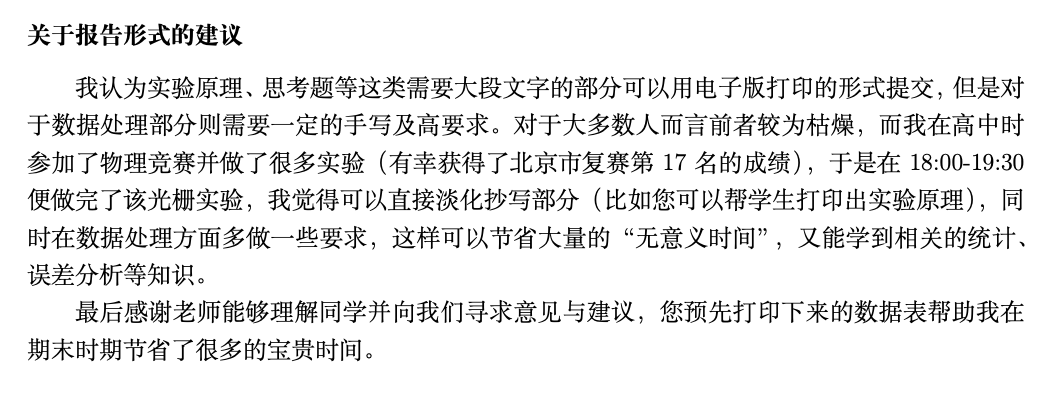 关于报告形式的建议
我认为实验原理、思考题等这类需要大段文字的部分可以用电子版打印的形式提交，但是对
于数据处理部分则需要一定的手写及高要求。对于大多数人而言前者较为枯燥，而我在高中时
参加了物理竞赛并做了很多实验（有幸获得了北京市复赛第 17 名的成绩），于是在 18:00-19:30
便做完了该光栅实验，我觉得可以直接淡化抄写部分（比如您可以帮学生打印出实验原理），同
时在数据处理方面多做一些要求，这样可以节省大量的“无意义时间”，又能学到相关的统计、
误差分析等知识。
最后感谢老师能够理解同学并向我们寻求意见与建议，您预先打印下来的数据表帮助我在
期末时期节省了很多的宝贵时间。